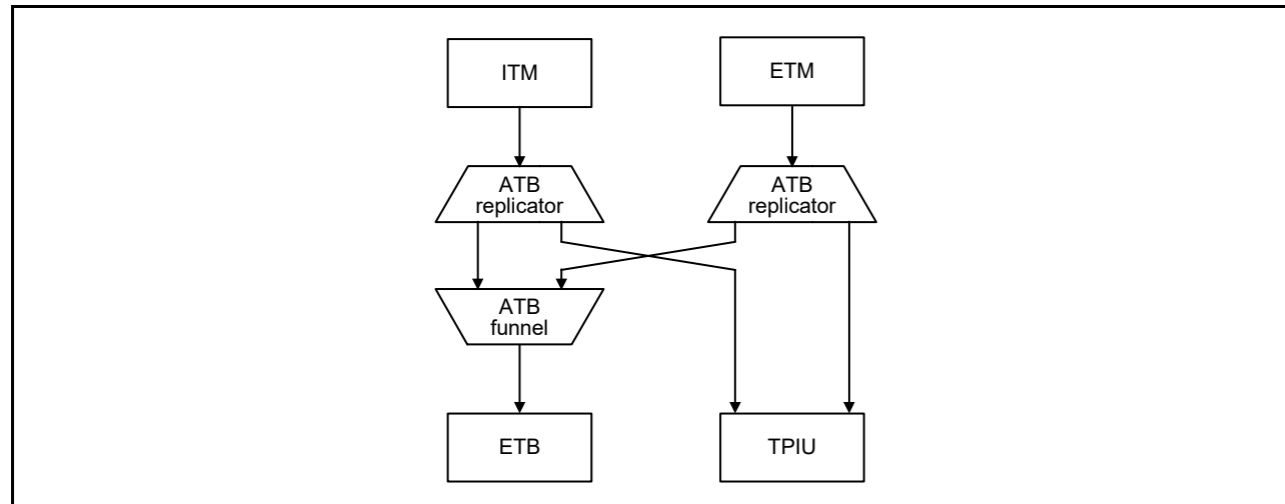 ITM
ETM
ATB
replicator
ATB
replicator
ATB
funnel
ETB
TPIU